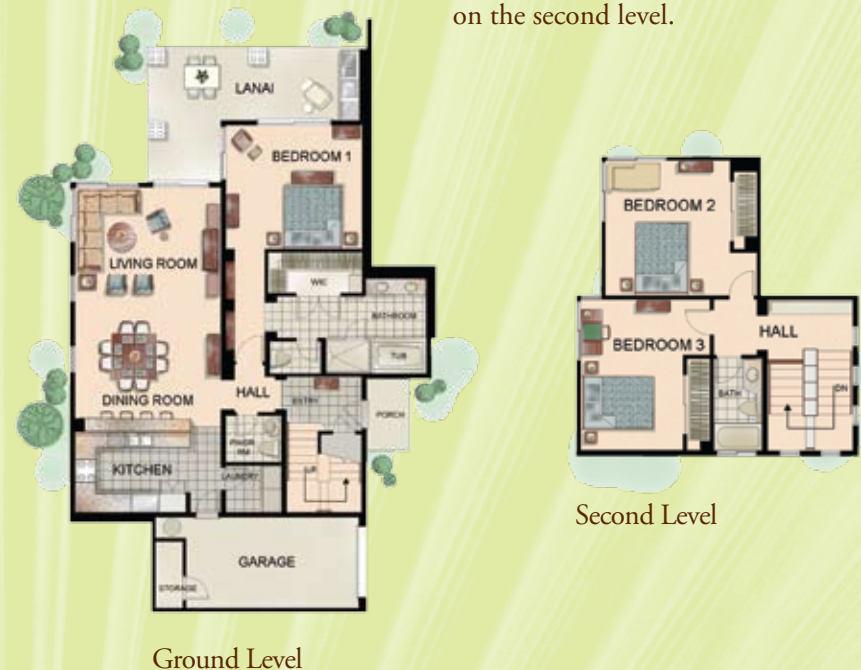 on the second level.
LANAI
BEDROOM 1
LIVING ROOM
WIC
BATHROOM
TUB
DINING ROOM
HALL
ENTRY
PORCH
PWDR
RM
KITCHEN
LAUNDRY
UP
GARAGE
STORAGE
Ground Level
BEDROOM 2
HALL
BEDROOM 3
BATH
DN
Second Level